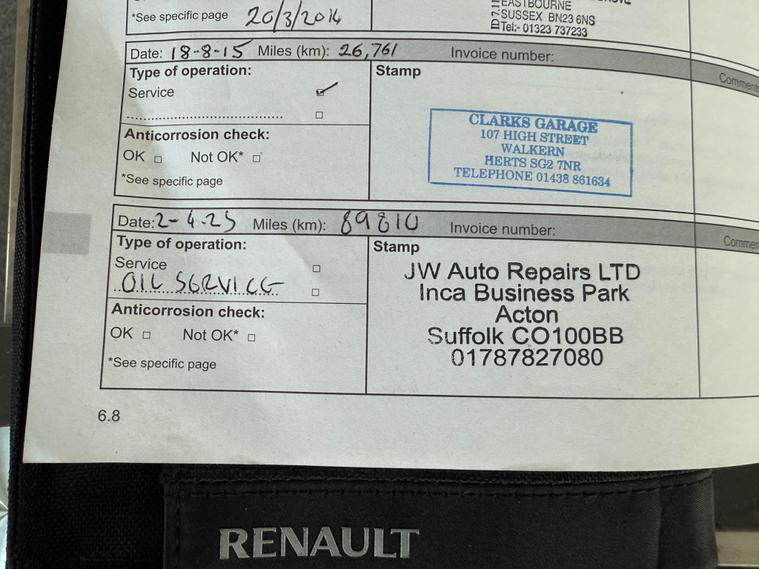 *See specific page 20/3/2014
EASTBOURNE
SUSSEX BN23 6NS
Tel:- 01323 737233
Date: 18-8-15 Miles (km): 26,761 Invoice number:
Type of operation: Stamp Comments
Service
Anticorrosion check:
OK Not OK*
*See specific page
CLARKS GARAGE
107 HIGH STREET
WALKERN
HERTS SG2 7NR
TELEPHONE 01438 861634
Date: 2-4-25 Miles (km): 89810 Invoice number:
Type of operation: Stamp Commen
Service
OIL SERVICE
Anticorrosion check:
OK Not OK*
*See specific page
JW Auto Repairs LTD
Inca Business Park
Acton
Suffolk CO100BB
01787827080
6.8
RENAULT